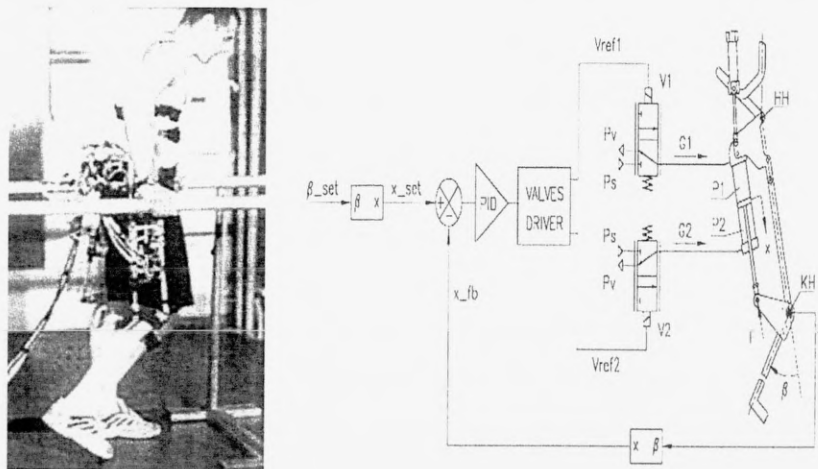 Vref1
V1
HH
Pv
G1
Ps
P1
β_set
β x
x_set
+
−
PID
VALVES
DRIVER
P2
Ps
G2
x
x_fb
Pv
KH
V2
F
Vref2
β
x β